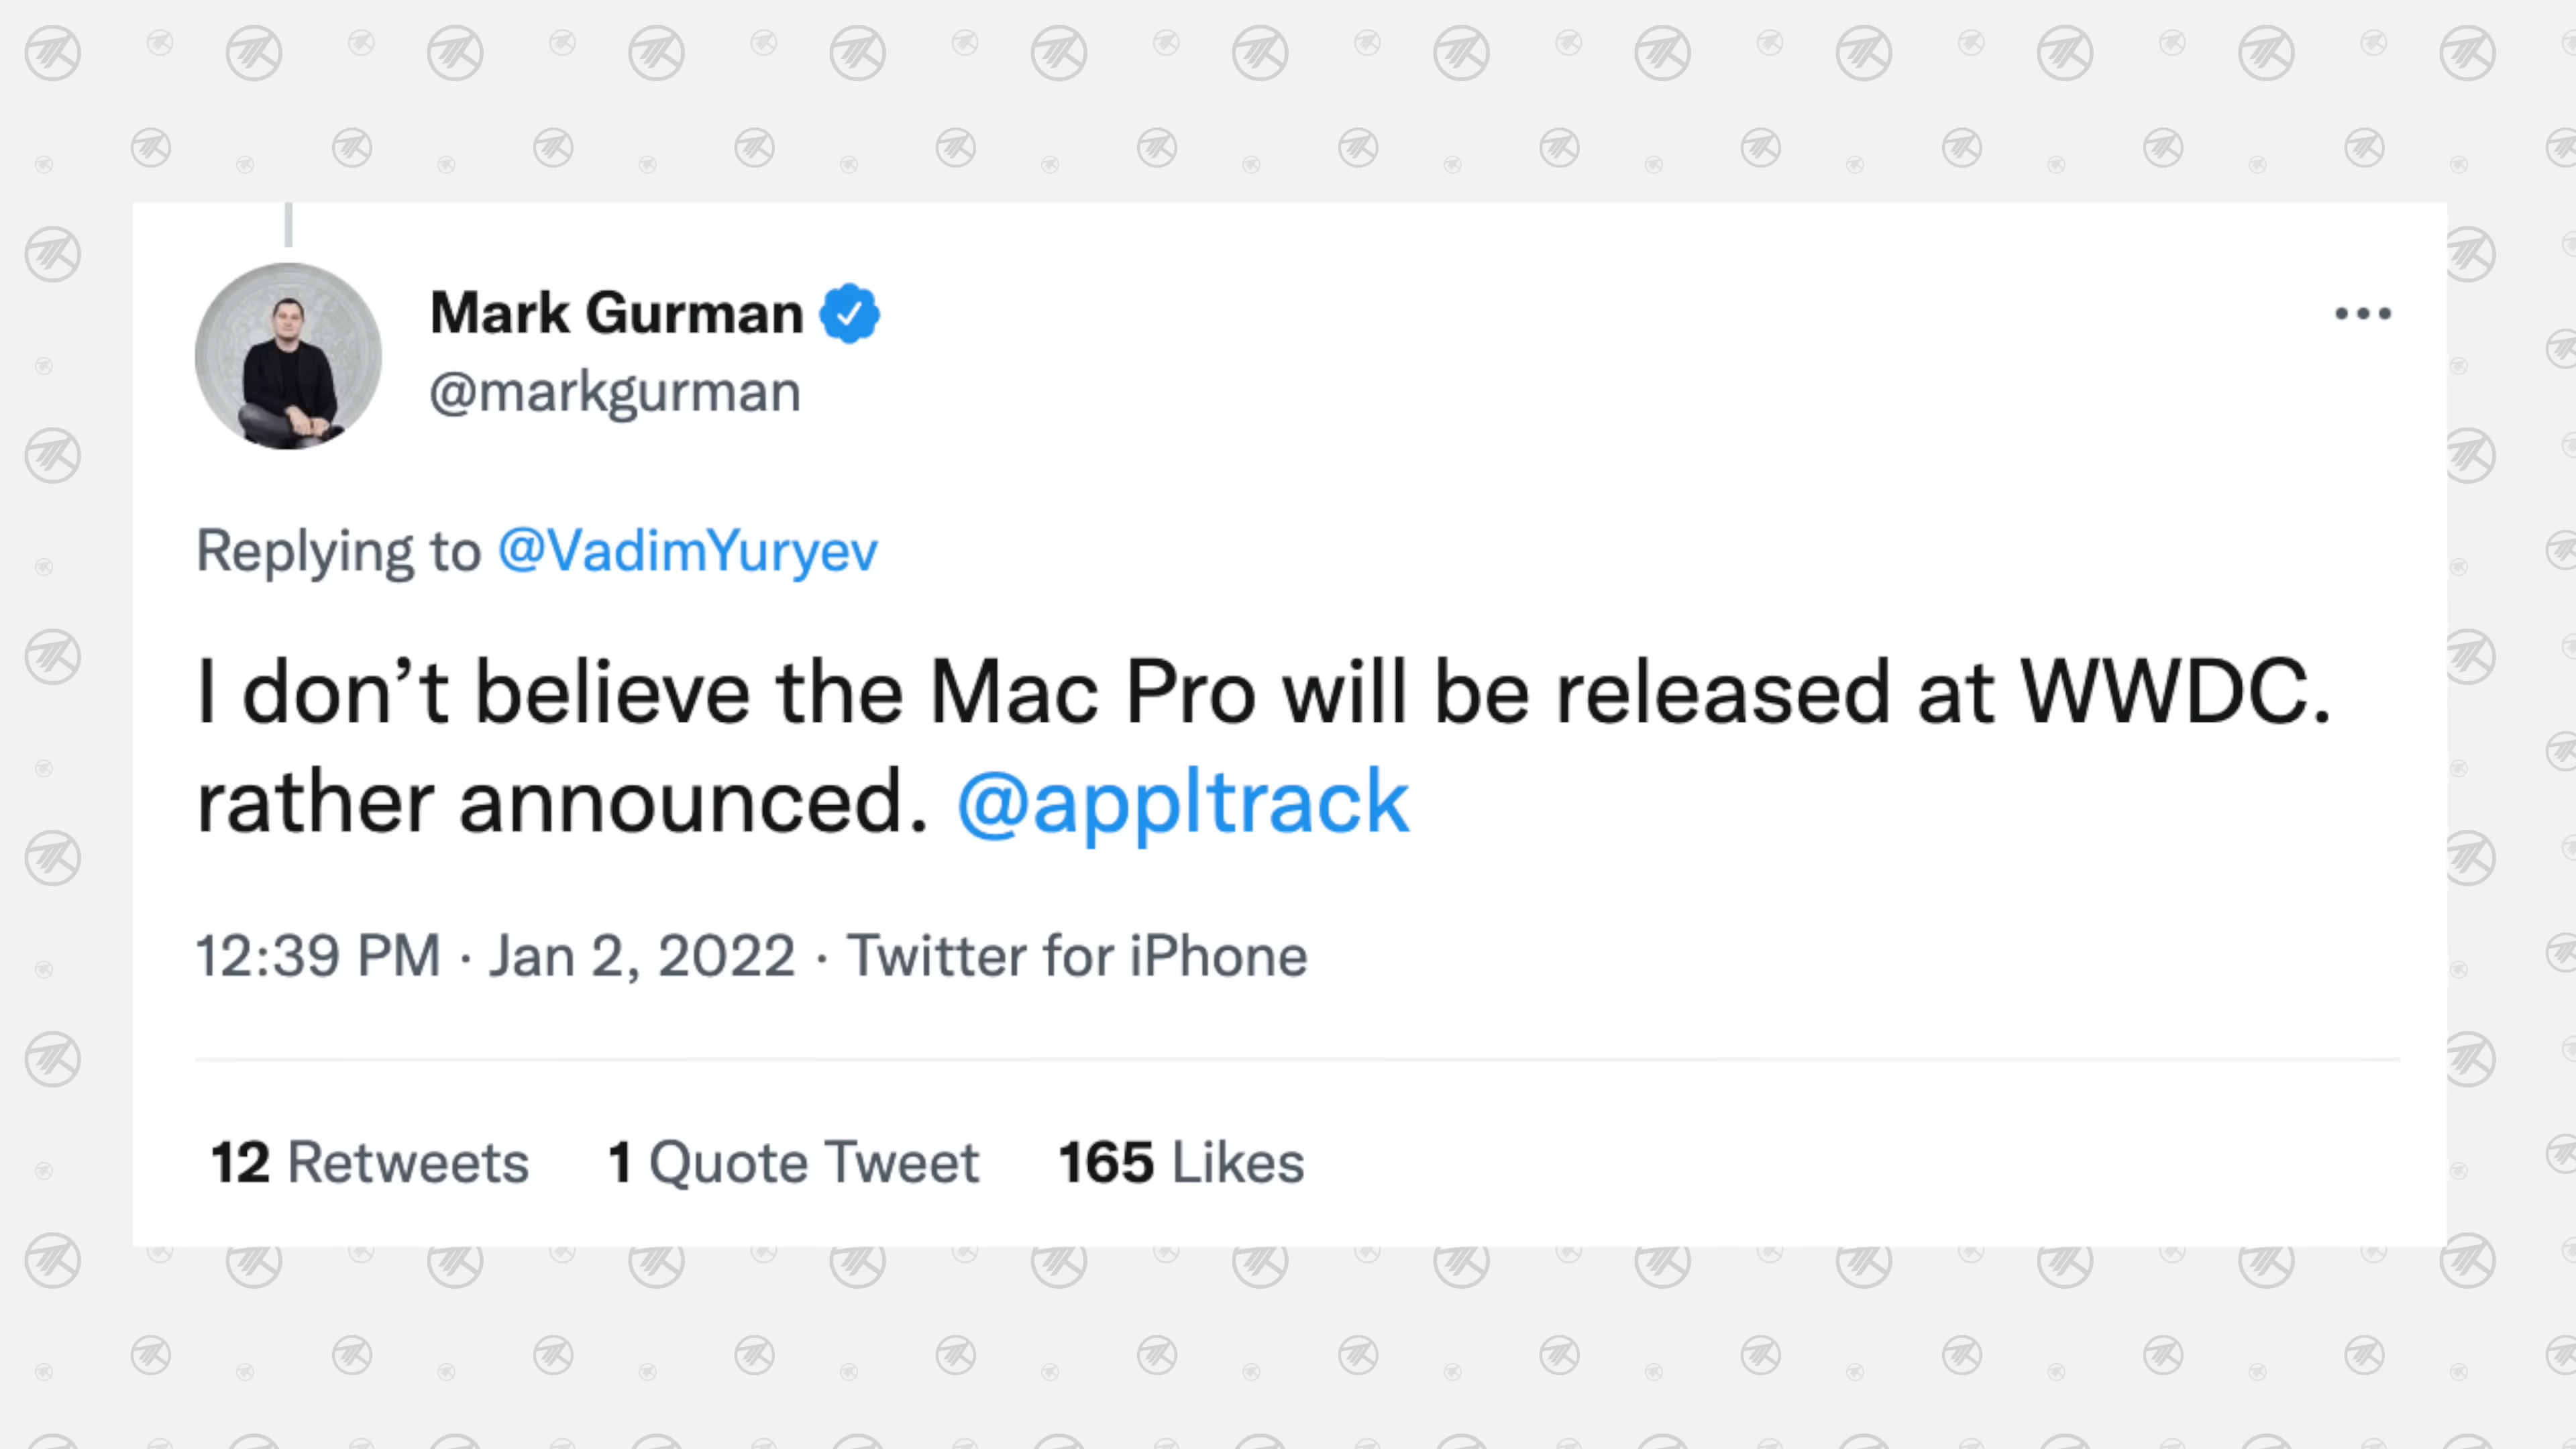 Mark Gurman
@markgurman
Replying to @VadimYuryev
I don’t believe the Mac Pro will be released at WWDC.
rather announced. @appltrack
12:39 PM · Jan 2, 2022 · Twitter for iPhone
12 Retweets 1 Quote Tweet 165 Likes